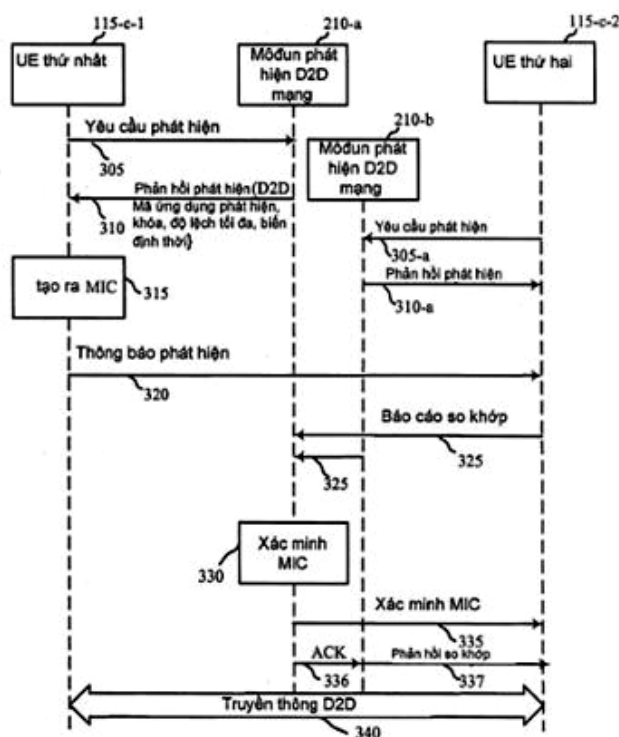 115-c-1
210-a
115-c-2
UE thứ nhất
Môđun phát
hiện D2D
mạng
UE thứ hai
210-b
Môđun phát
hiện D2D
mạng
Yêu cầu phát hiện
305
Phản hồi phát hiện (D2D
Mã ứng dụng phát hiện,
khóa, độ lệch tối đa, biến
định thời}
310
Yêu cầu phát hiện
305-a
Phản hồi phát hiện
310-a
tạo ra MIC
315
Thông báo phát hiện
320
Báo cáo so khớp
325
325
Xác minh
MIC
330
Xác minh MIC
335
ACK
336
Phản hồi so khớp
337
Truyền thông D2D
340